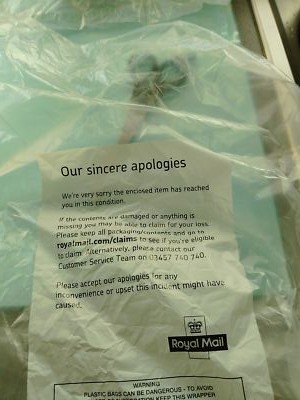 Our sincere apologies
We're very sorry the enclosed item has reached
you in this condition.
If the contents are damaged or anything is
missing you may be able to claim for your loss.
Please keep all packaging/contents and go to
royalmail.com/claims to see if you're eligible
to claim. Alternatively, please contact our
Customer Service Team on 03457 740 740.
Please accept our apologies for any
inconvenience or upset this incident might have
caused.
Royal Mail
WARNING
PLASTIC BAGS CAN BE DANGEROUS - TO AVOID
THIS WRAPPER